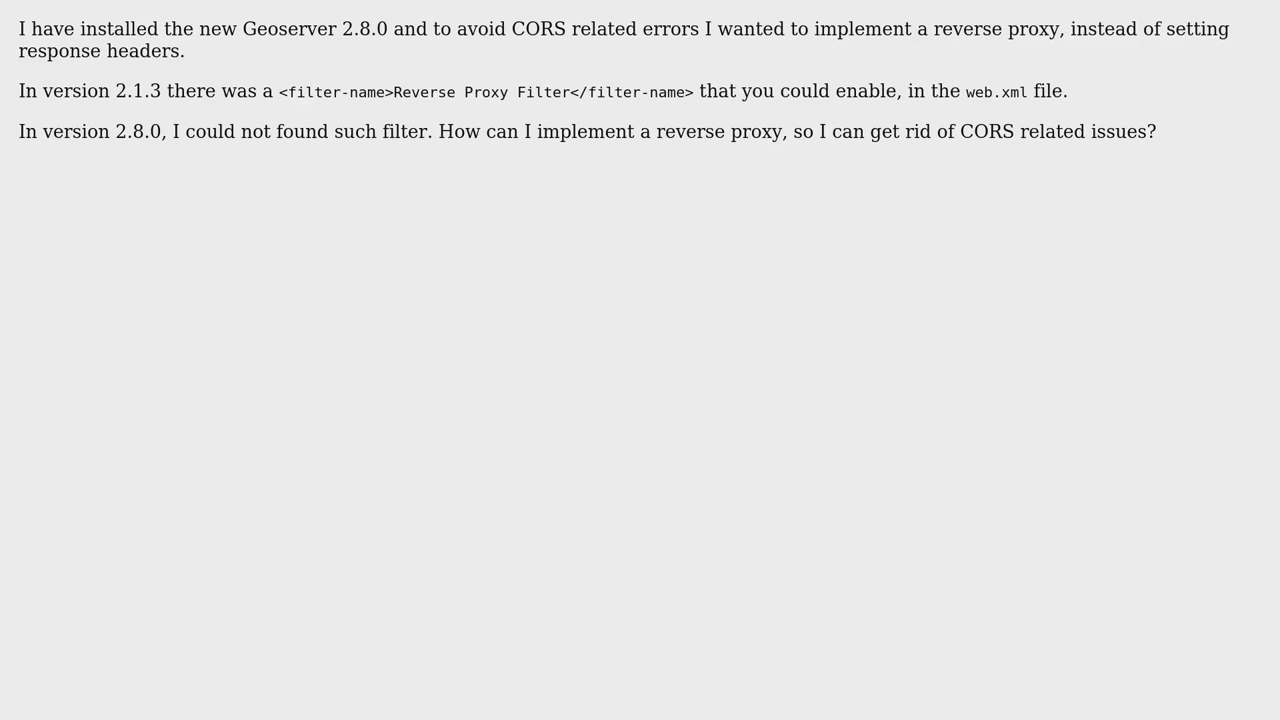 I have installed the new Geoserver 2.8.0 and to avoid CORS related errors I wanted to implement a reverse proxy, instead of setting
response headers.
In version 2.1.3 there was a <filter-name>Reverse Proxy Filter</filter-name> that you could enable, in the web.xml file.
In version 2.8.0, I could not found such filter. How can I implement a reverse proxy, so I can get rid of CORS related issues?